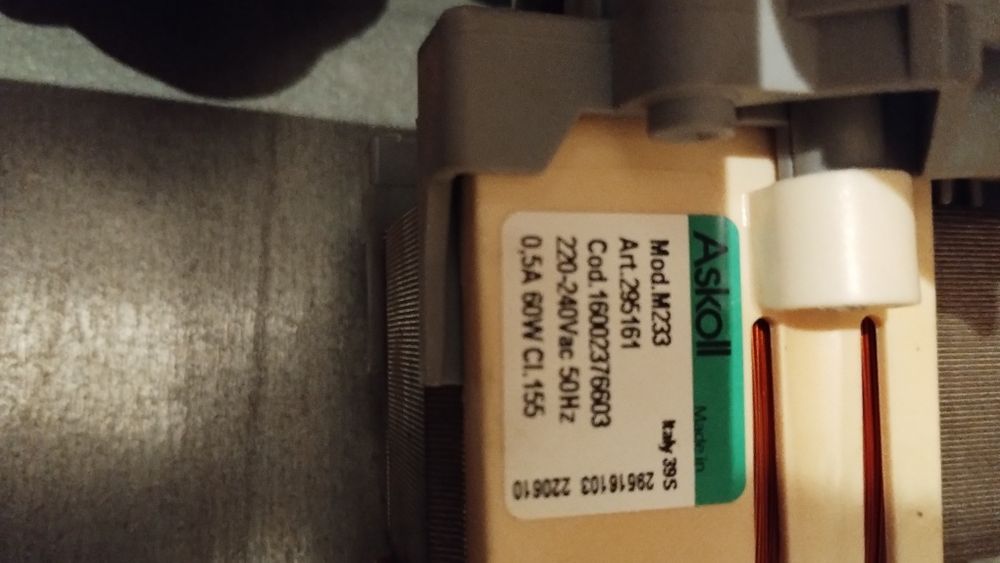 Askoll
Made in
Mod.M233
Italy 39S
Art.295161
Cod.16002376603
220-240Vac 50Hz
0,5A 60W Cl.155
29516103
220610